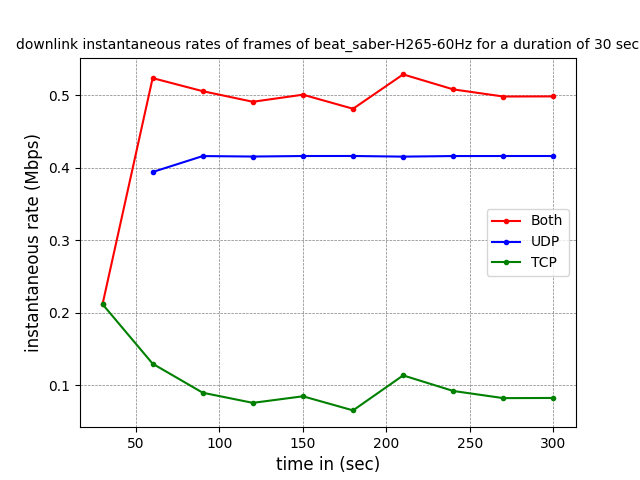 downlink instantaneous rates of frames of beat_saber-H265-60Hz for a duration of 30 sec
instantaneous rate (Mbps)
0.5
0.4
0.3
0.2
0.1
Both
UDP
TCP
50 100 150 200 250 300
time in (sec)